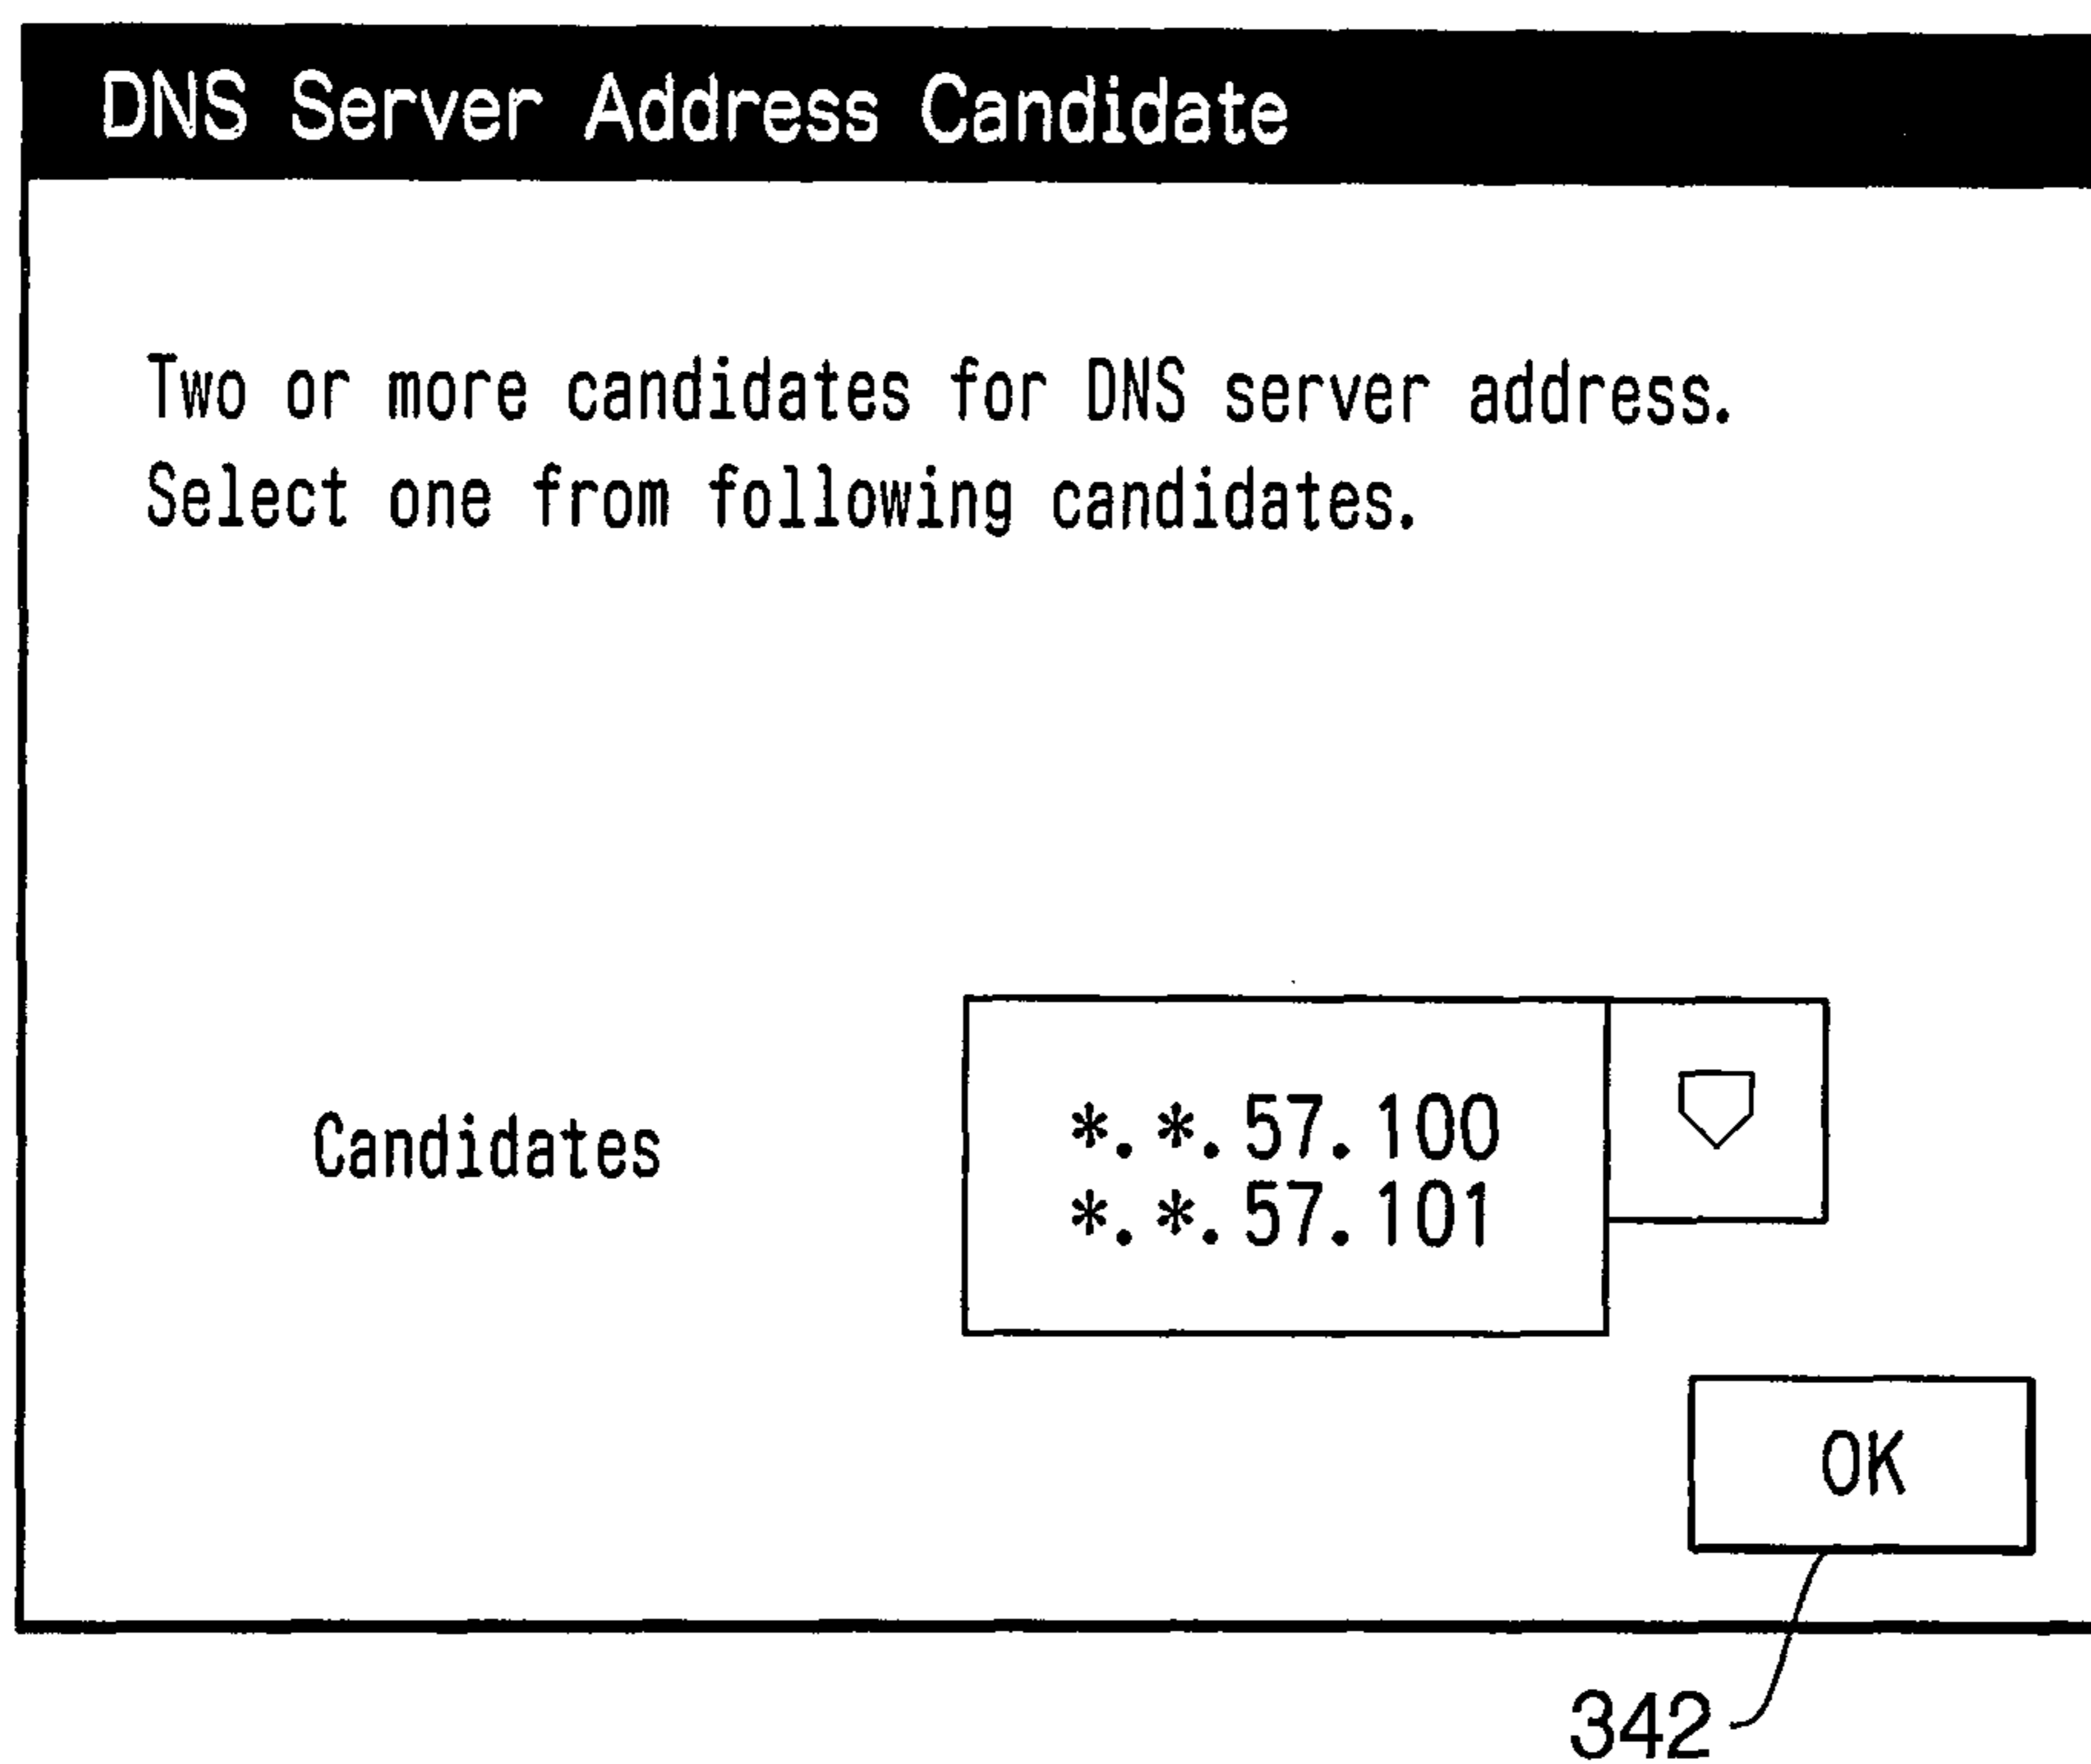 DNS Server Address Candidate
Two or more candidates for DNS server address.
Select one from following candidates.
Candidates
*.*.57.100
*.*.57.101
OK
342